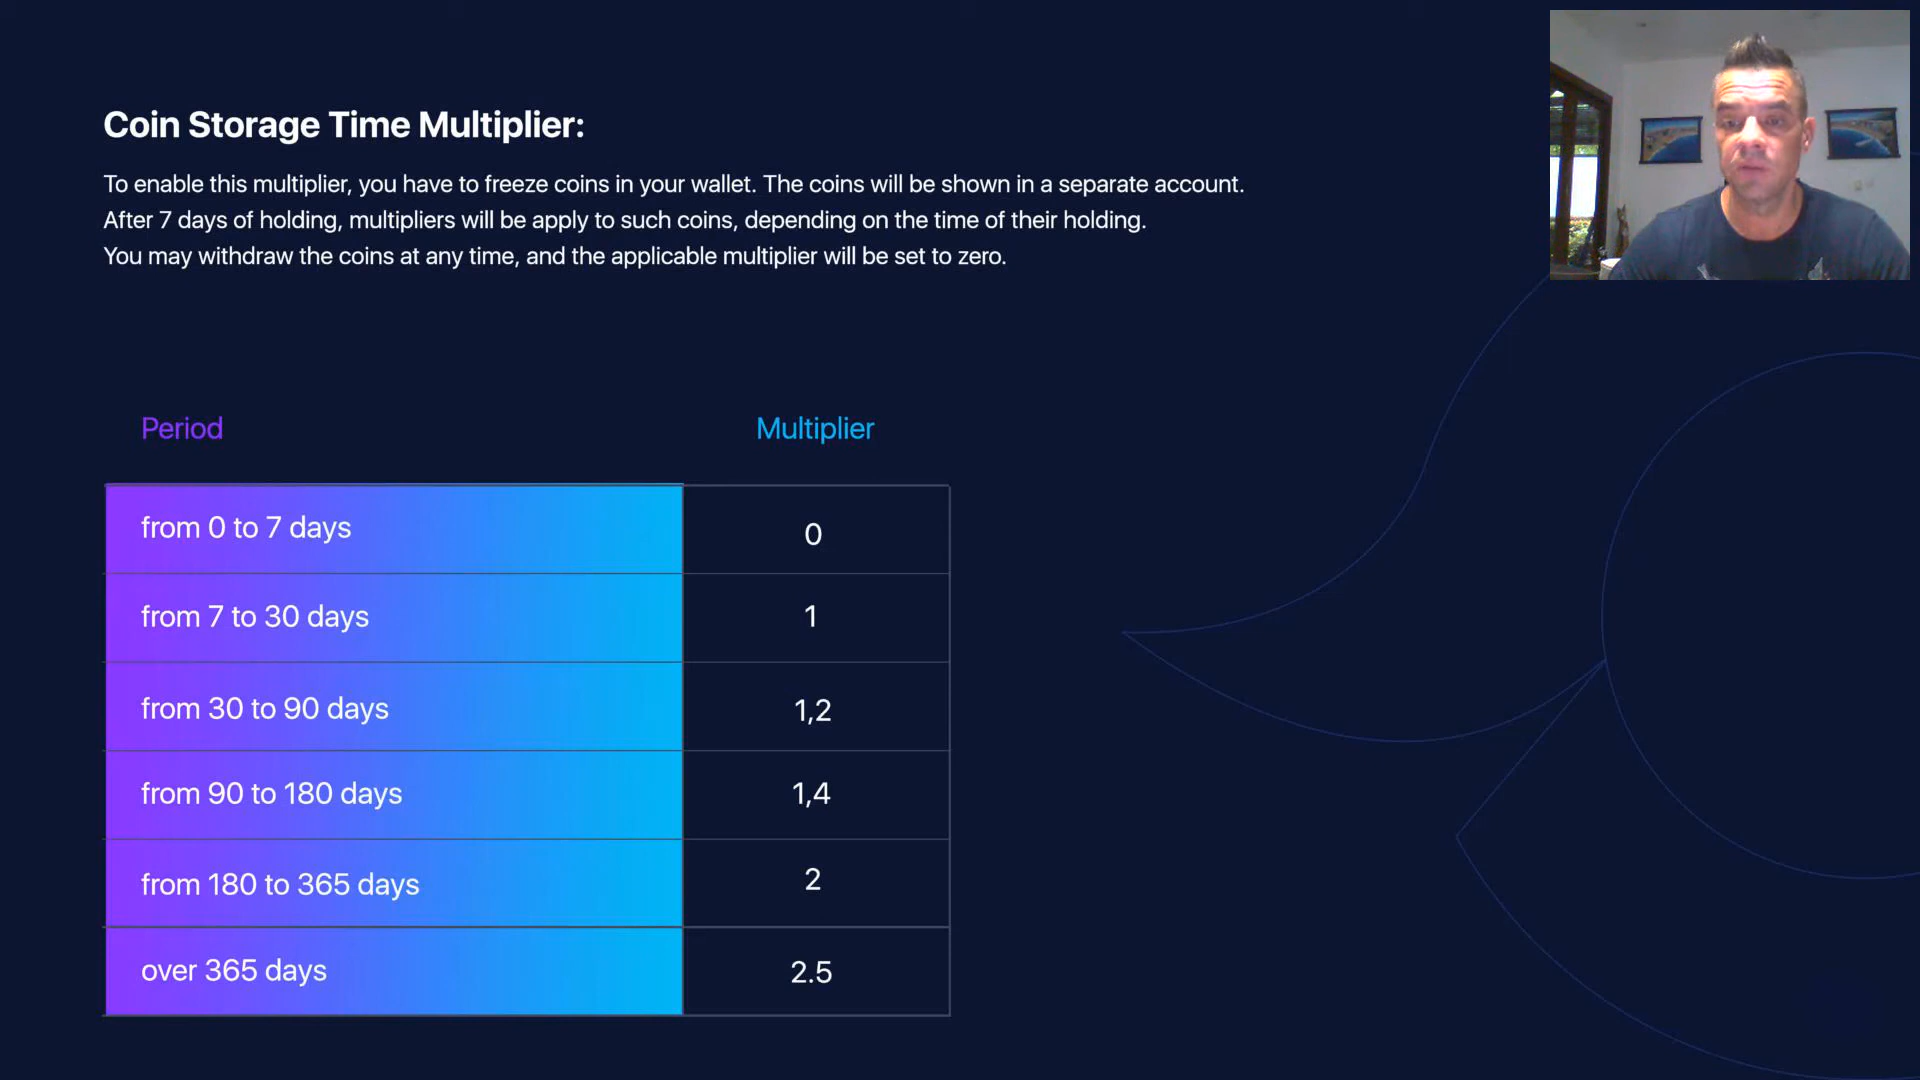 Coin Storage Time Multiplier:
To enable this multiplier, you have to freeze coins in your wallet. The coins will be shown in a separate account.
After 7 days of holding, multipliers will be apply to such coins, depending on the time of their holding.
You may withdraw the coins at any time, and the applicable multiplier will be set to zero.
Period Multiplier
from 0 to 7 days 0
from 7 to 30 days 1
from 30 to 90 days 1,2
from 90 to 180 days 1,4
from 180 to 365 days 2
over 365 days 2.5